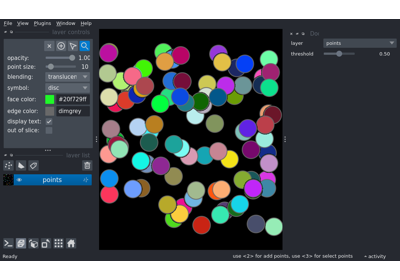 File View Plugins Window Help
layer controls
opacity: 1.00
point size: 10
blending: translucen
symbol: disc
face color: #20f729ff
edge color: dimgrey
display text:
out of slice:
layer list
points
layer points
threshold 0.50
Ready
use <2> for add points, use <3> for select points
activity